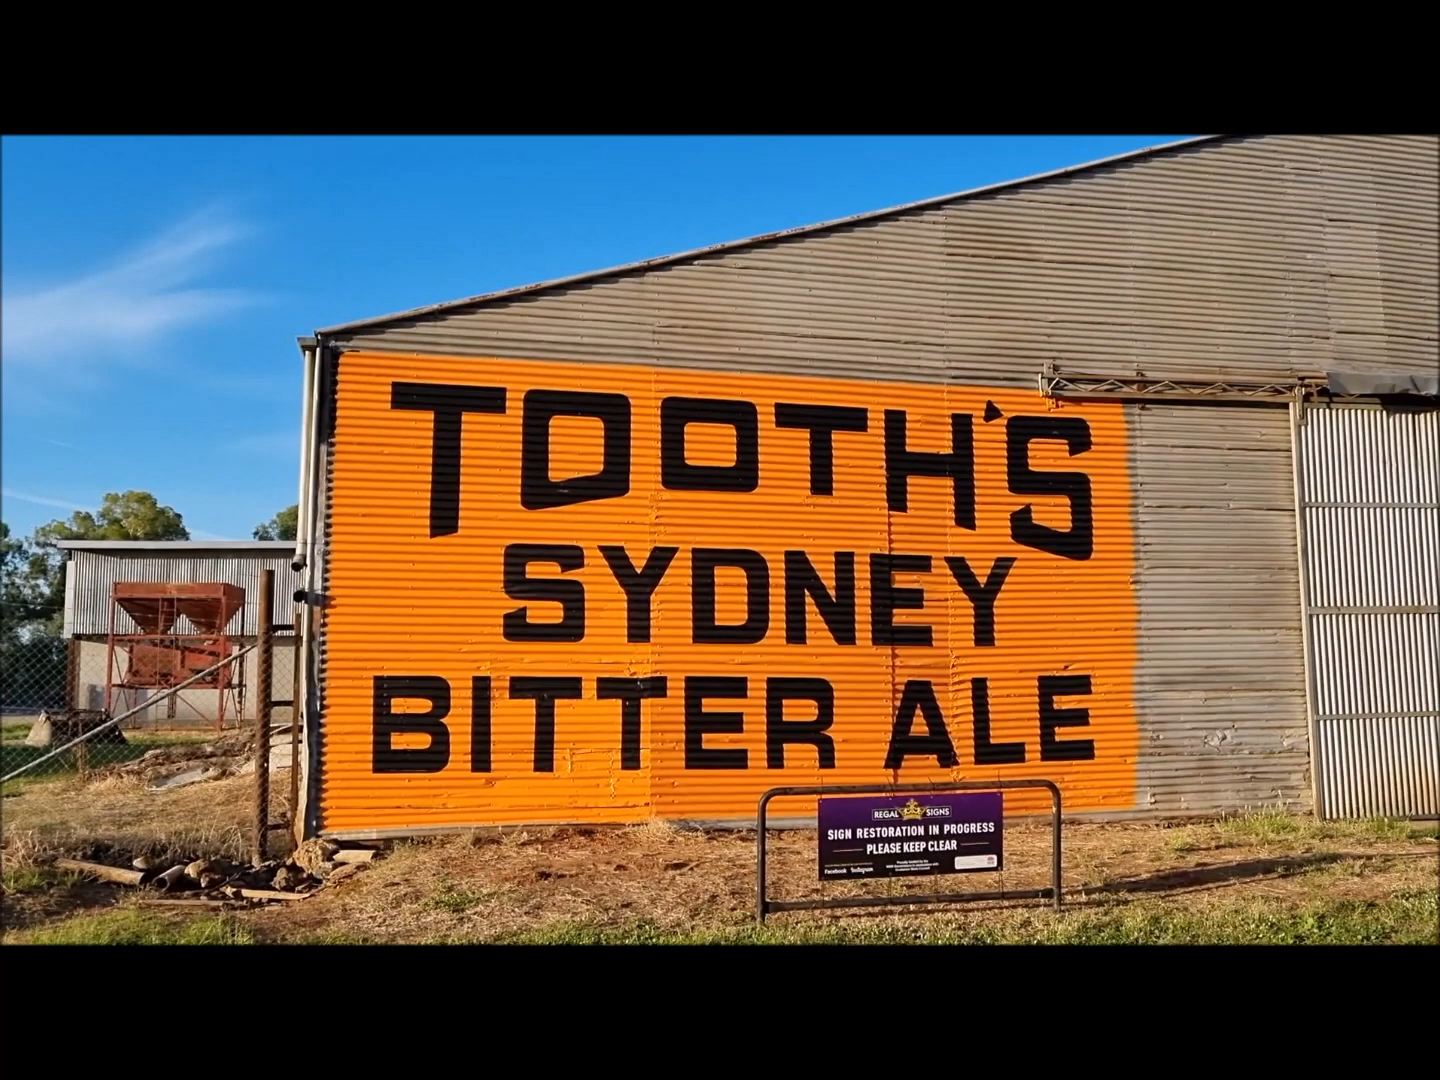 TOOTH'S
SYDNEY
BITTER ALE
REGAL SIGNS
SIGN RESTORATION IN PROGRESS
PLEASE KEEP CLEAR
Facebook Instagram